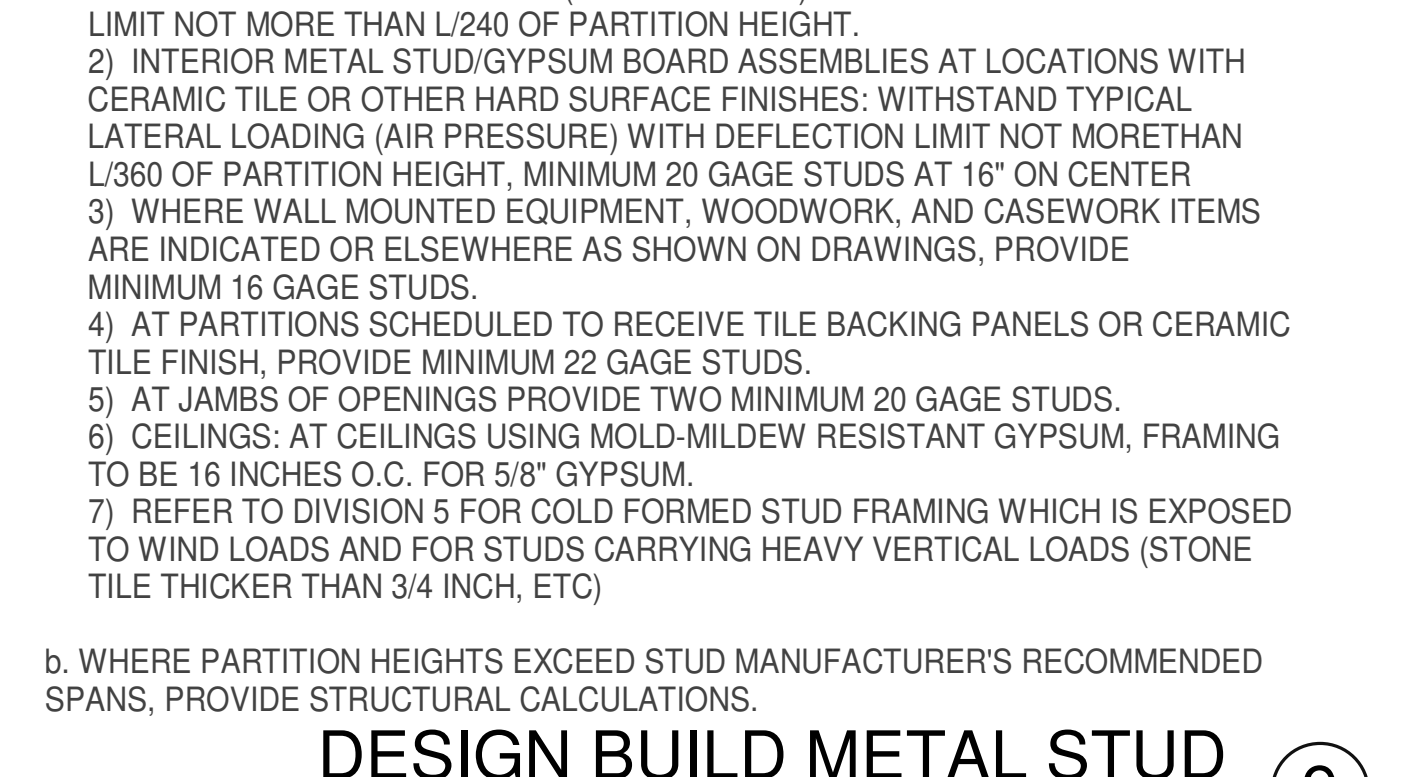 LIMIT NOT MORE THAN L/240 OF PARTITION HEIGHT.
2) INTERIOR METAL STUD/GYPSUM BOARD ASSEMBLIES AT LOCATIONS WITH
CERAMIC TILE OR OTHER HARD SURFACE FINISHES: WITHSTAND TYPICAL
LATERAL LOADING (AIR PRESSURE) WITH DEFLECTION LIMIT NOT MORETHAN
L/360 OF PARTITION HEIGHT, MINIMUM 20 GAGE STUDS AT 16" ON CENTER
3) WHERE WALL MOUNTED EQUIPMENT, WOODWORK, AND CASEWORK ITEMS
ARE INDICATED OR ELSEWHERE AS SHOWN ON DRAWINGS, PROVIDE
MINIMUM 16 GAGE STUDS.
4) AT PARTITIONS SCHEDULED TO RECEIVE TILE BACKING PANELS OR CERAMIC
TILE FINISH, PROVIDE MINIMUM 22 GAGE STUDS.
5) AT JAMBS OF OPENINGS PROVIDE TWO MINIMUM 20 GAGE STUDS.
6) CEILINGS: AT CEILINGS USING MOLD-MILDEW RESISTANT GYPSUM, FRAMING
TO BE 16 INCHES O.C. FOR 5/8" GYPSUM.
7) REFER TO DIVISION 5 FOR COLD FORMED STUD FRAMING WHICH IS EXPOSED
TO WIND LOADS AND FOR STUDS CARRYING HEAVY VERTICAL LOADS (STONE
TILE THICKER THAN 3/4 INCH, ETC)
b. WHERE PARTITION HEIGHTS EXCEED STUD MANUFACTURER'S RECOMMENDED
SPANS, PROVIDE STRUCTURAL CALCULATIONS.
DESIGN BUILD METAL STUD